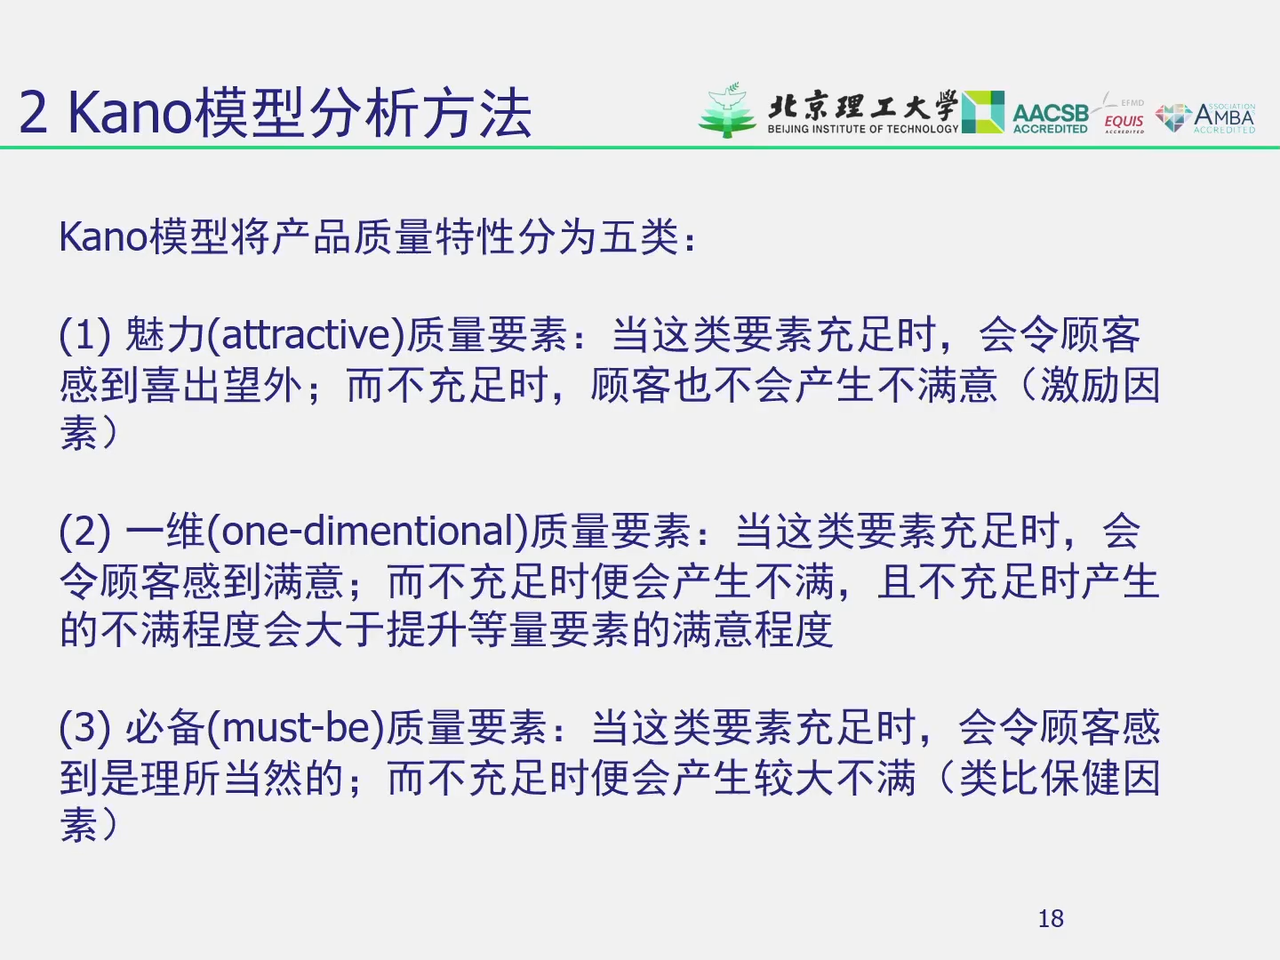 2 Kano模型分析方法
北京理工大学
BEIJING INSTITUTE OF TECHNOLOGY
AACSB
ACCREDITED
EFMD
EQUIS
ACCREDITED
ASSOCIATION
AMBA
ACCREDITED
Kano模型将产品质量特性分为五类：
(1) 魅力(attractive)质量要素：当这类要素充足时，会令顾客
感到喜出望外；而不充足时，顾客也不会产生不满意（激励因
素）
(2) 一维(one-dimentional)质量要素：当这类要素充足时，会
令顾客感到满意；而不充足时便会产生不满，且不充足时产生
的不满程度会大于提升等量要素的满意程度
(3) 必备(must-be)质量要素：当这类要素充足时，会令顾客感
到是理所当然的；而不充足时便会产生较大不满（类比保健因
素）
18